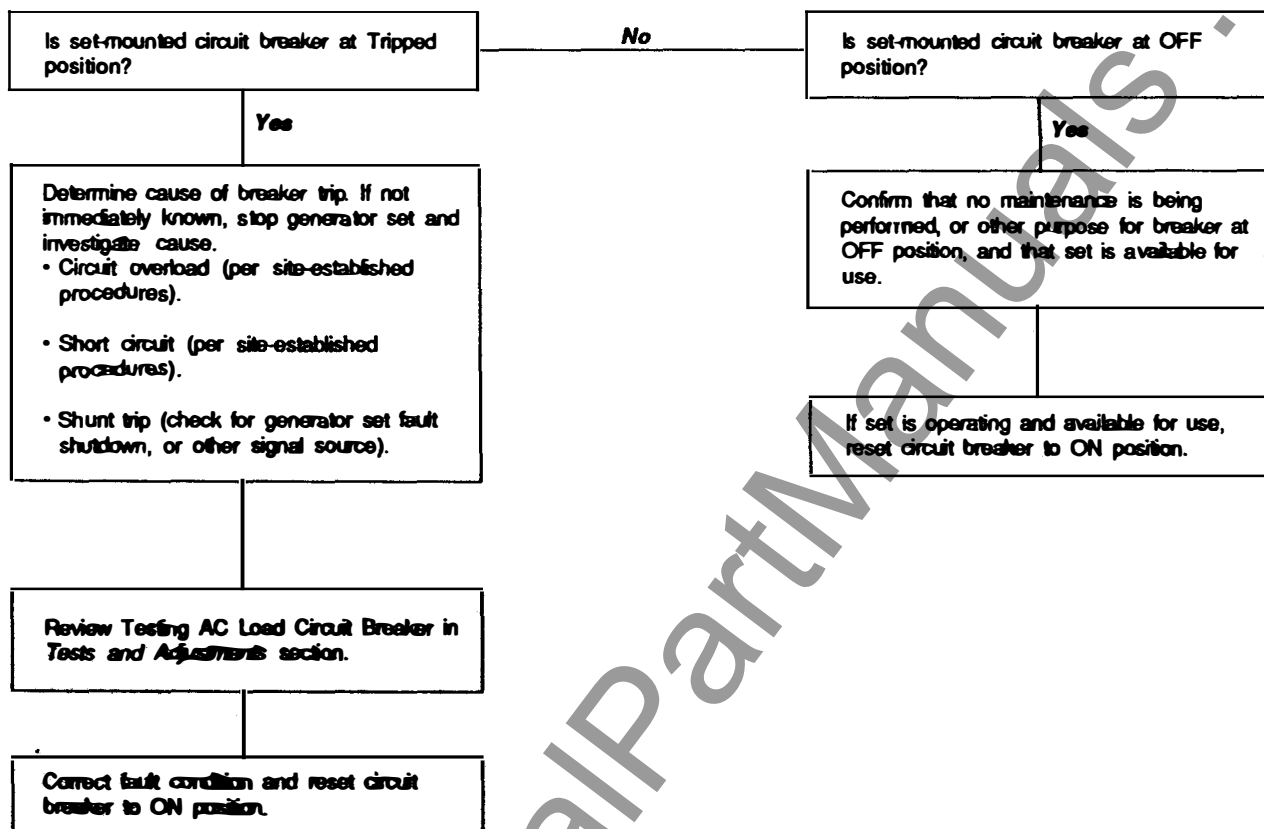 Is set-mounted circuit breaker at Tripped
position?
No
Is set-mounted circuit breaker at OFF
position?
Yes
Yes
Determine cause of breaker trip. If not
immediately known, stop generator set and
investigate cause.
• Circuit overload (per site-established
procedures).
• Short circuit (per site-established
procedures).
• Shunt trip (check for generator set fault
shutdown, or other signal source).
Confirm that no maintenance is being
performed, or other purpose for breaker at
OFF position, and that set is available for
use.
If set is operating and available for use,
reset circuit breaker to ON position.
Review Testing AC Load Circuit Breaker in
Tests and Adjustments section.
Correct fault condition and reset circuit
breaker to ON position.
alPartManuals .